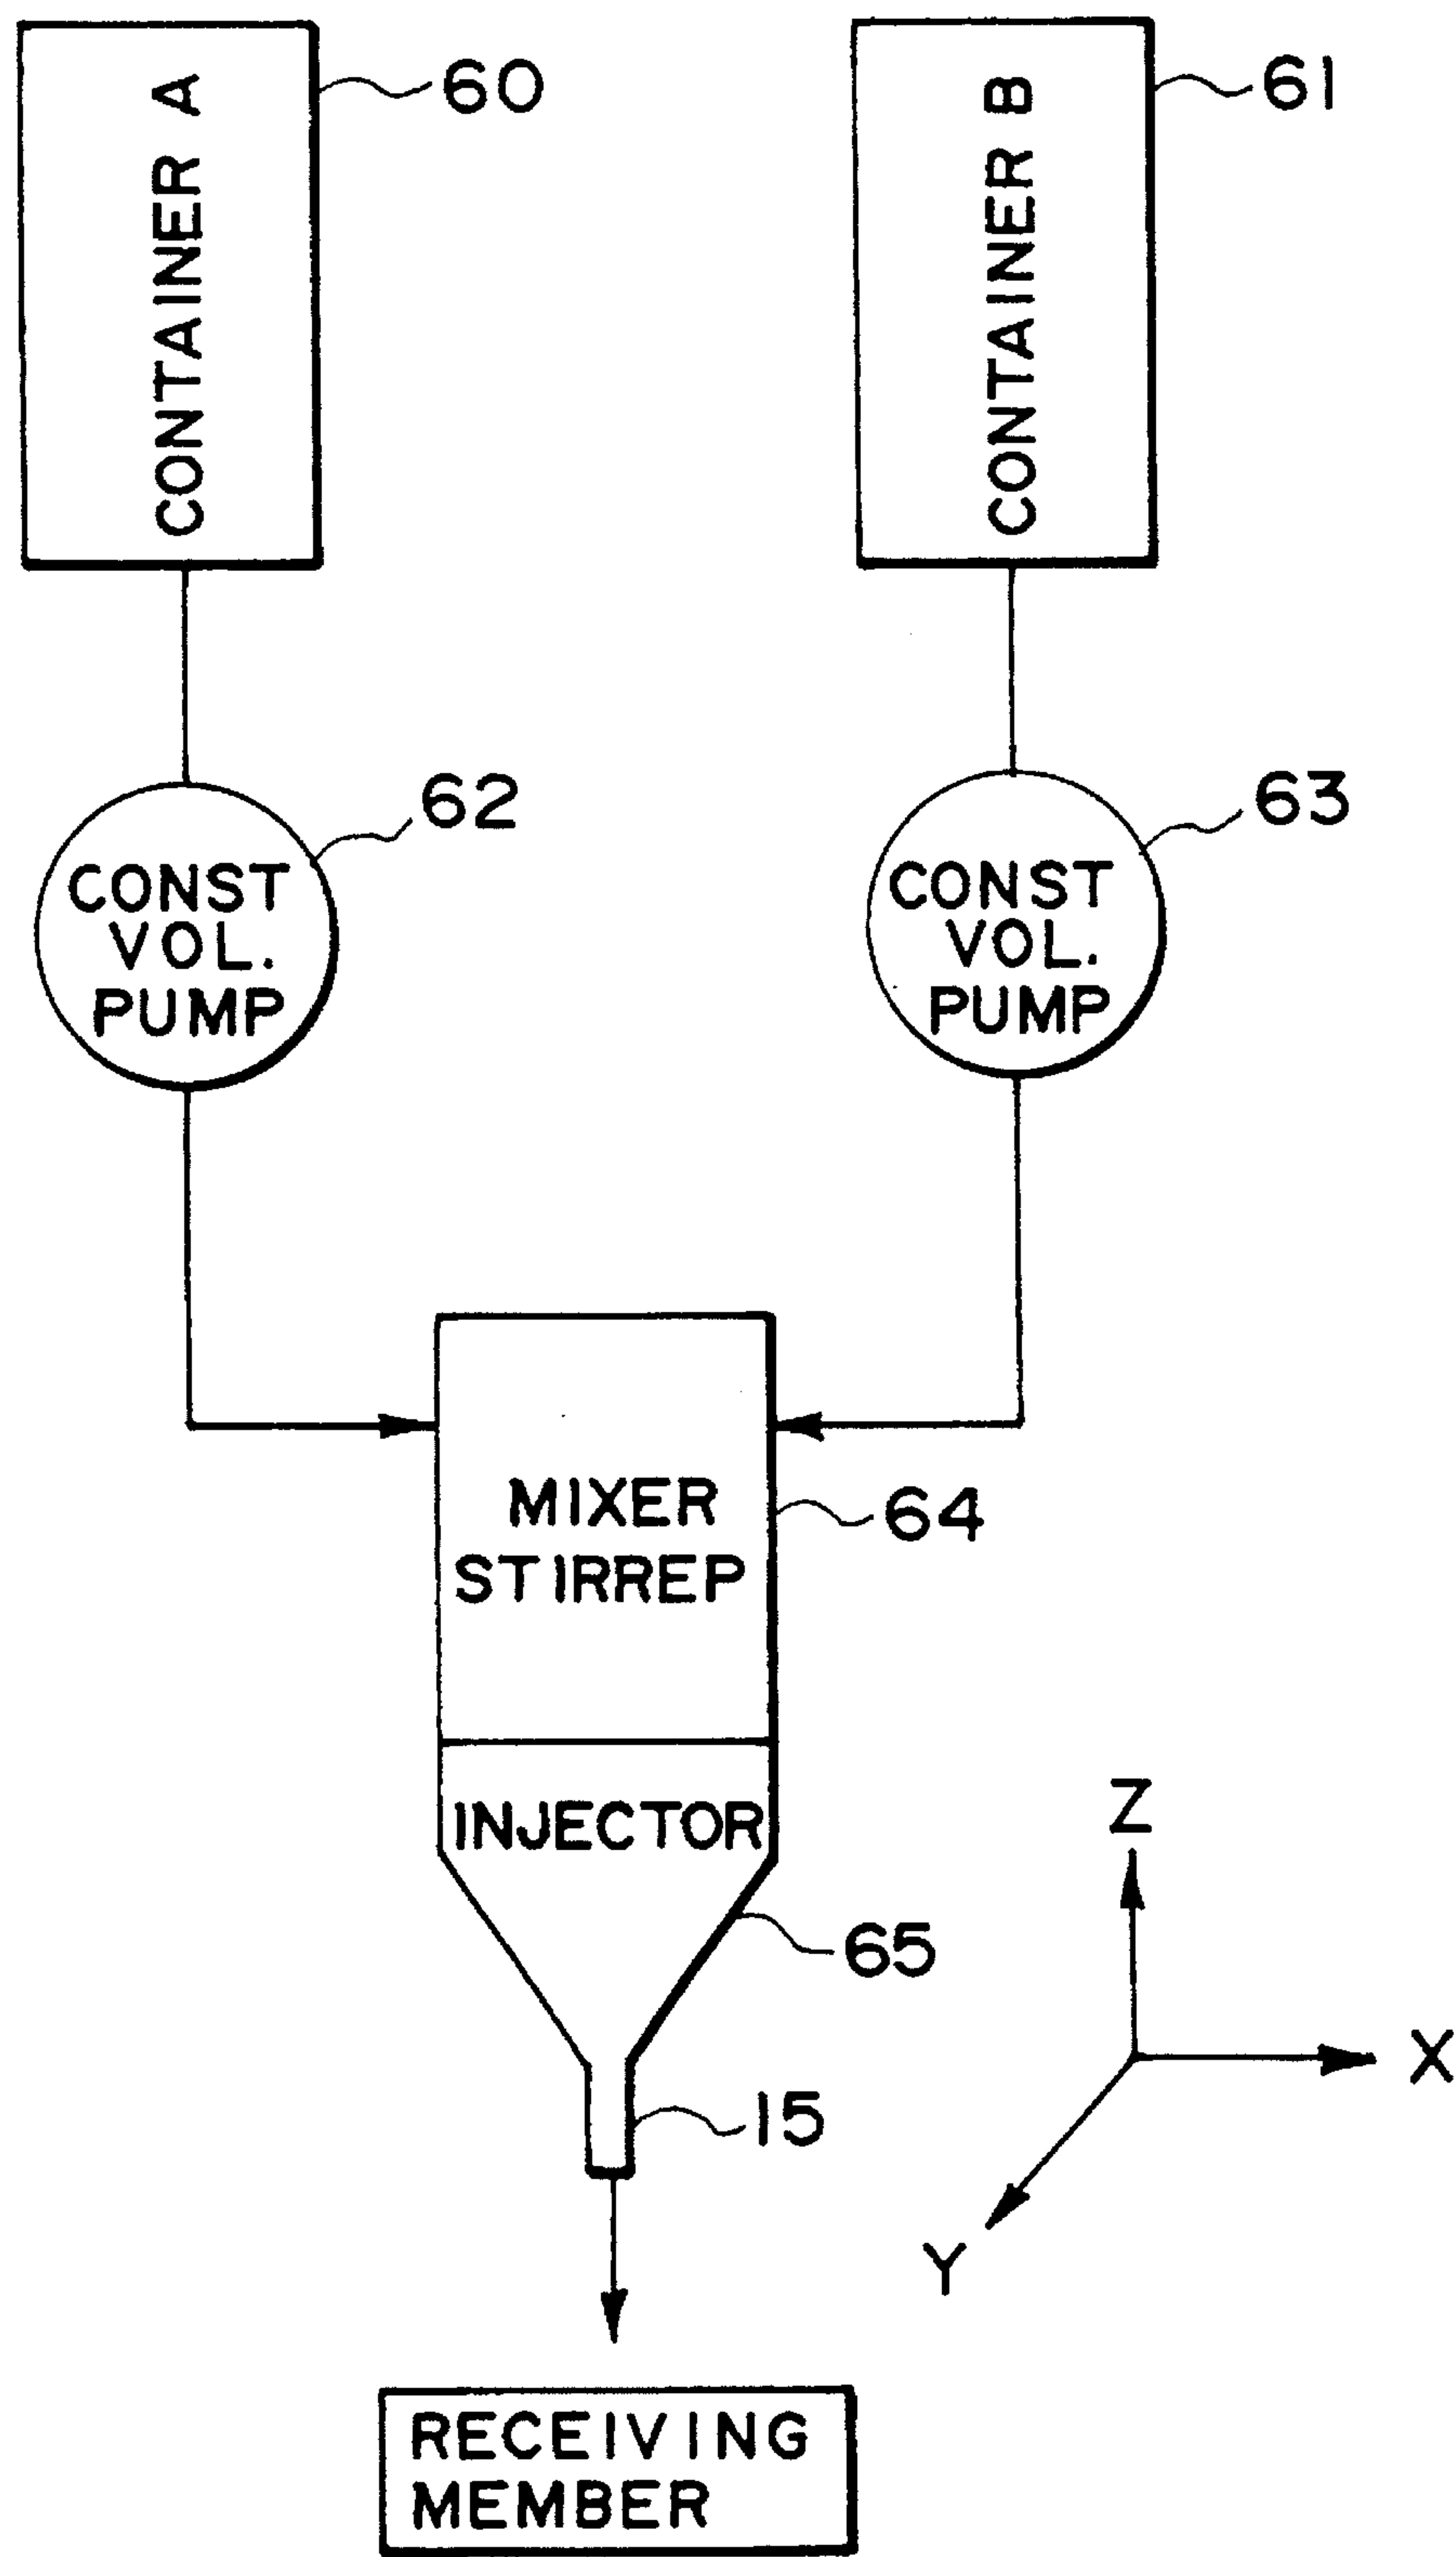 CONTAINER A
60
CONTAINER B
61
CONST
VOL.
PUMP
62
CONST
VOL.
PUMP
63
MIXER
STIRREP
64
INJECTOR
65
15
Z
X
Y
RECEIVING
MEMBER